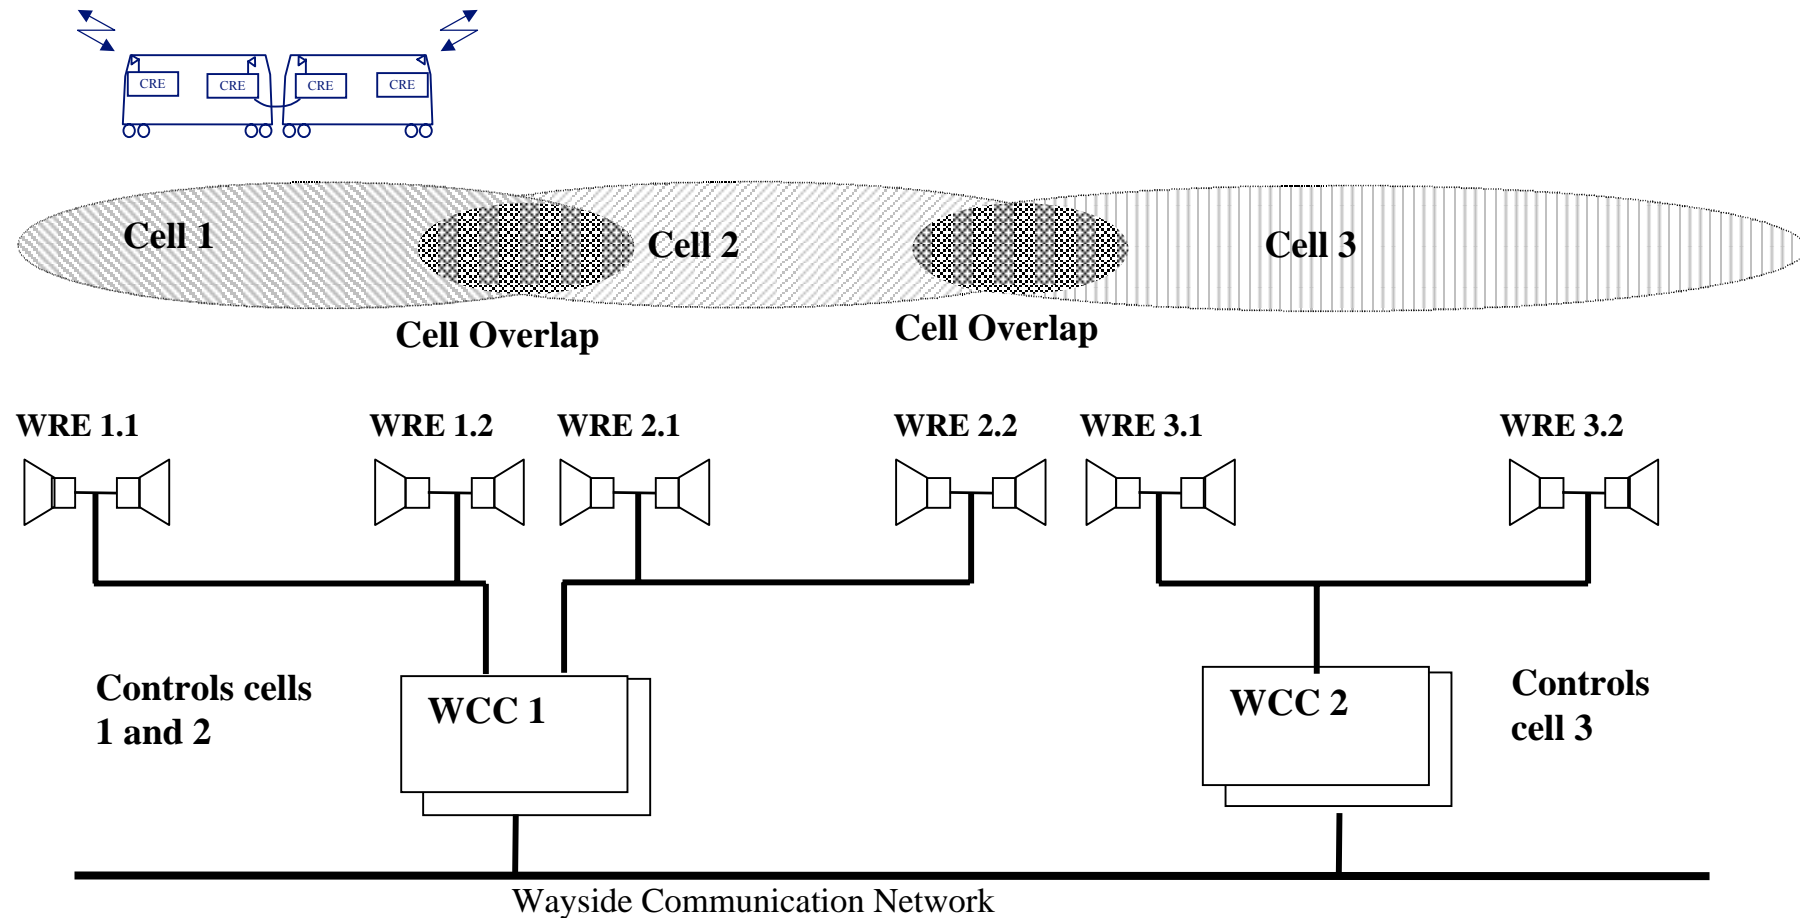 CRE
CRE
CRE
CRE
Cell 1
Cell 2
Cell 3
Cell Overlap
Cell Overlap
WRE 1.1
WRE 1.2
WRE 2.1
WRE 2.2
WRE 3.1
WRE 3.2
Controls cells
1 and 2
WCC 1
WCC 2
Controls
cell 3
Wayside Communication Network